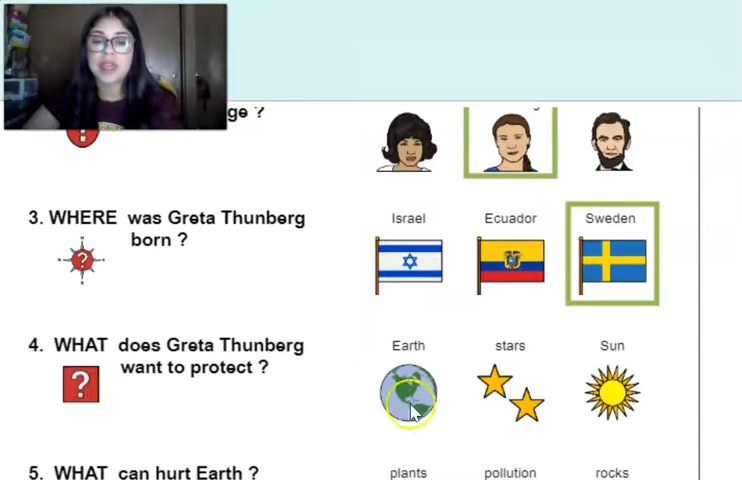 ge ?
3. WHERE was Greta Thunberg
born ?
Israel
Ecuador
Sweden
4. WHAT does Greta Thunberg
want to protect ?
Earth
stars
Sun
5. WHAT can hurt Earth ?
plants
pollution
rocks